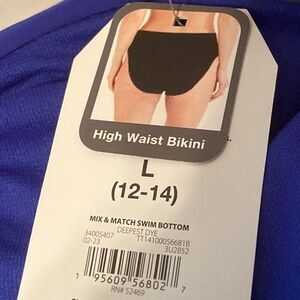 High Waist Bikini
L
(12-14)
MIX & MATCH SWIM BOTTOM
DEEPEST DYE
34005407 TT14100056681B
02-23 3U2852
1 95609 56802 7
RN# 52469